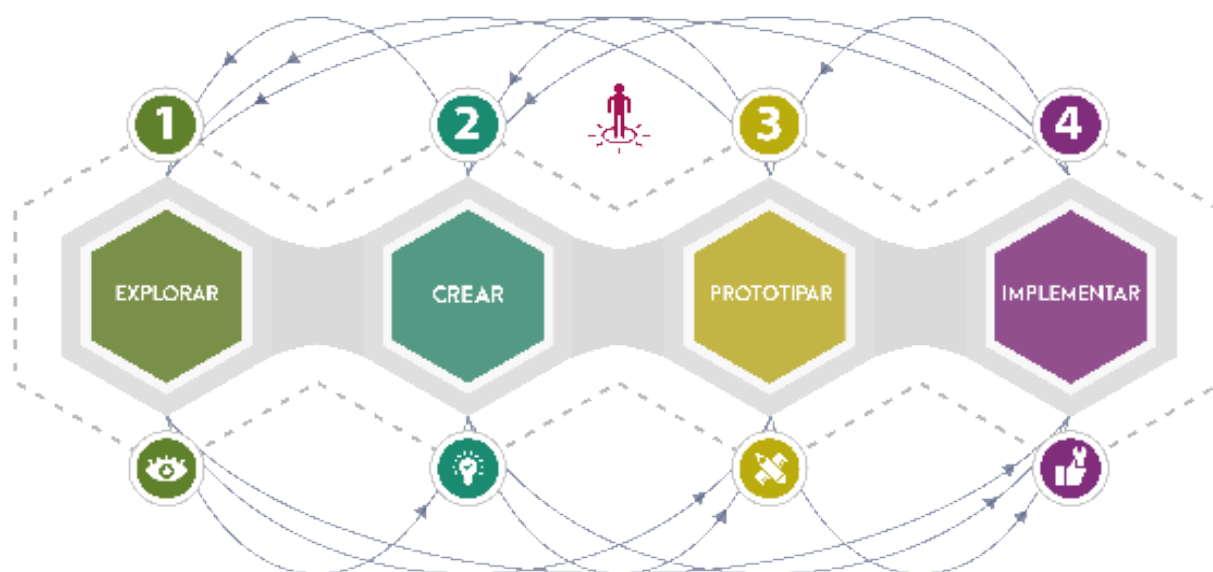 1
2
3
4
EXPLORAR
CREAR
PROTOTIPAR
IMPLEMENTAR